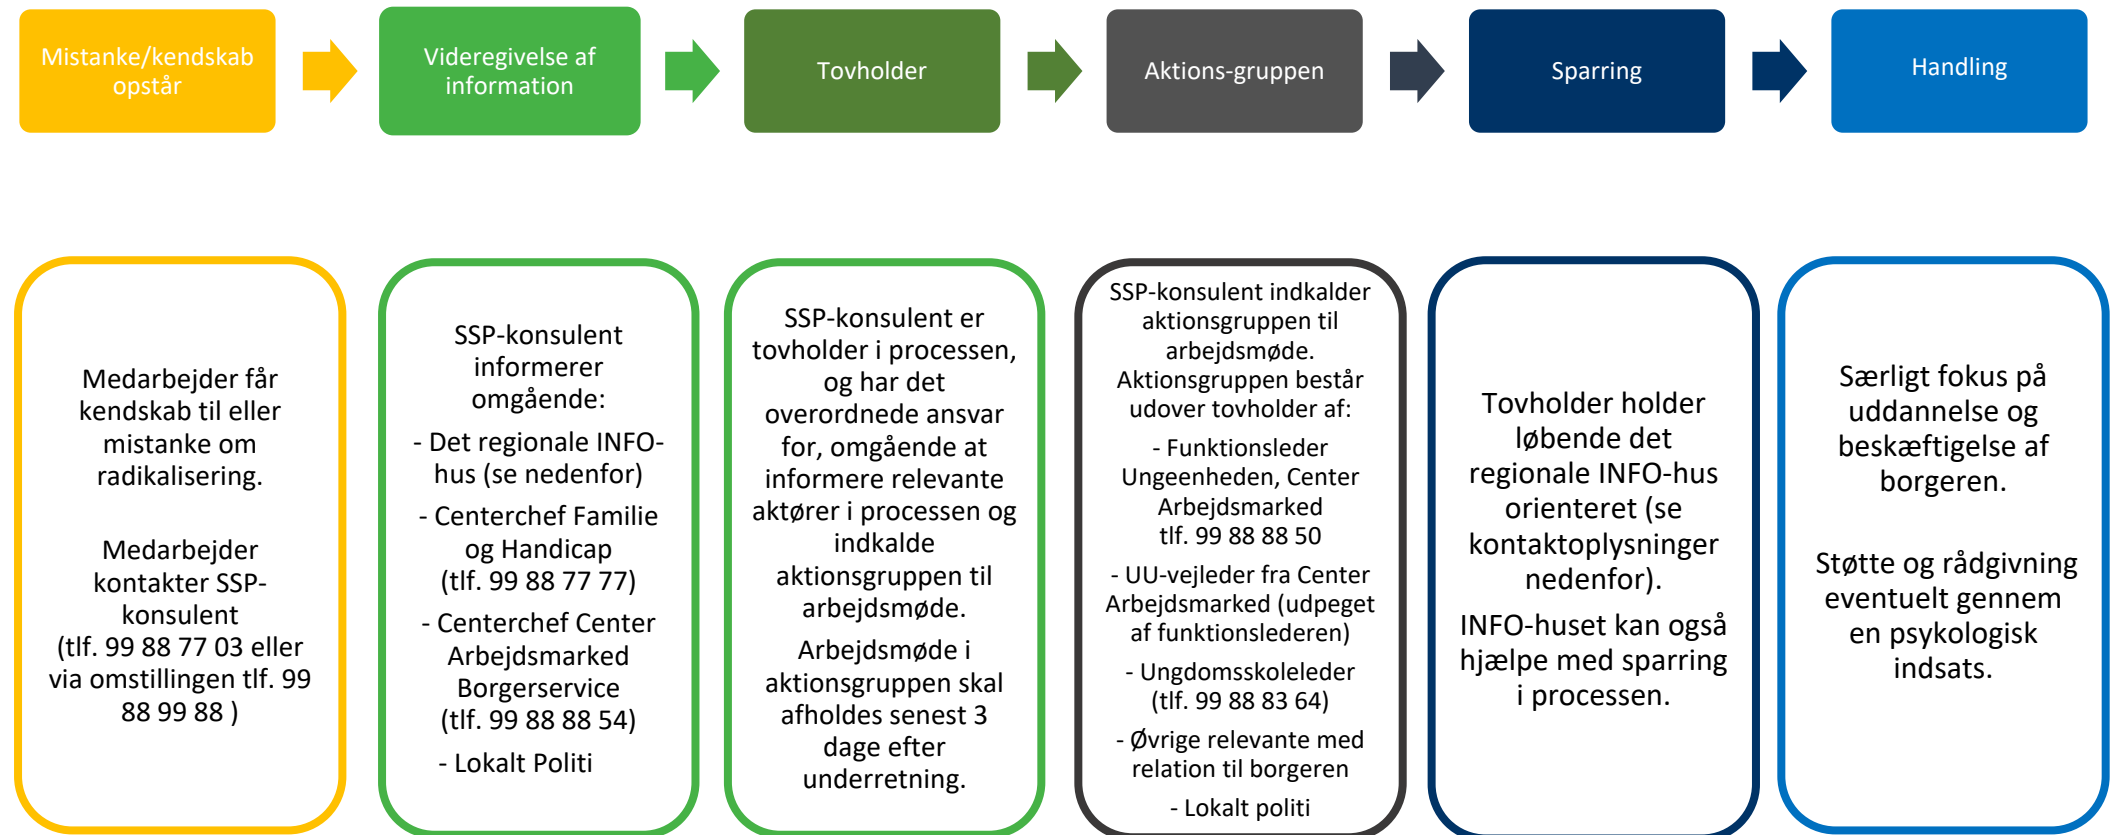 Mistanke/kendskab
opstår
Videregivelse af
information
Tovholder
Aktions-gruppen
Sparring
Handling
Medarbejder får
kendskab til eller
mistanke om
radikalisering.
Medarbejder
kontakter SSP-
konsulent
(tlf. 99 88 77 03 eller
via omstillingen tlf. 99
88 99 88 )
SSP-konsulent
informerer
omgående:
- Det regionale INFO-
hus (se nedenfor)
- Centerchef Familie
og Handicap
(tlf. 99 88 77 77)
- Centerchef Center
Arbejdsmarked
Borgerservice
(tlf. 99 88 88 54)
- Lokalt Politi
SSP-konsulent er
tovholder i processen,
og har det
overordnede ansvar
for, omgående at
informere relevante
aktører i processen og
indkalde
aktionsgruppen til
arbejdsmøde.
Arbejdsmøde i
aktionsgruppen skal
afholdes senest 3
dage efter
underretning.
SSP-konsulent indkalder
aktionsgruppen til
arbejdsmøde.
Aktionsgruppen består
udover tovholder af:
- Funktionsleder
Ungeenheden, Center
Arbejdsmarked
tlf. 99 88 88 50
- UU-vejleder fra Center
Arbejdsmarked (udpeget
af funktionslederen)
- Ungdomsskoleleder
(tlf. 99 88 83 64)
- Øvrige relevante med
relation til borgeren
- Lokalt politi
Tovholder holder
løbende det
regionale INFO-hus
orienteret (se
kontaktoplysninger
nedenfor).
INFO-huset kan også
hjælpe med sparring
i processen.
Særligt fokus på
uddannelse og
beskæftigelse af
borgeren.
Støtte og rådgivning
eventuelt gennem
en psykologisk
indsats.